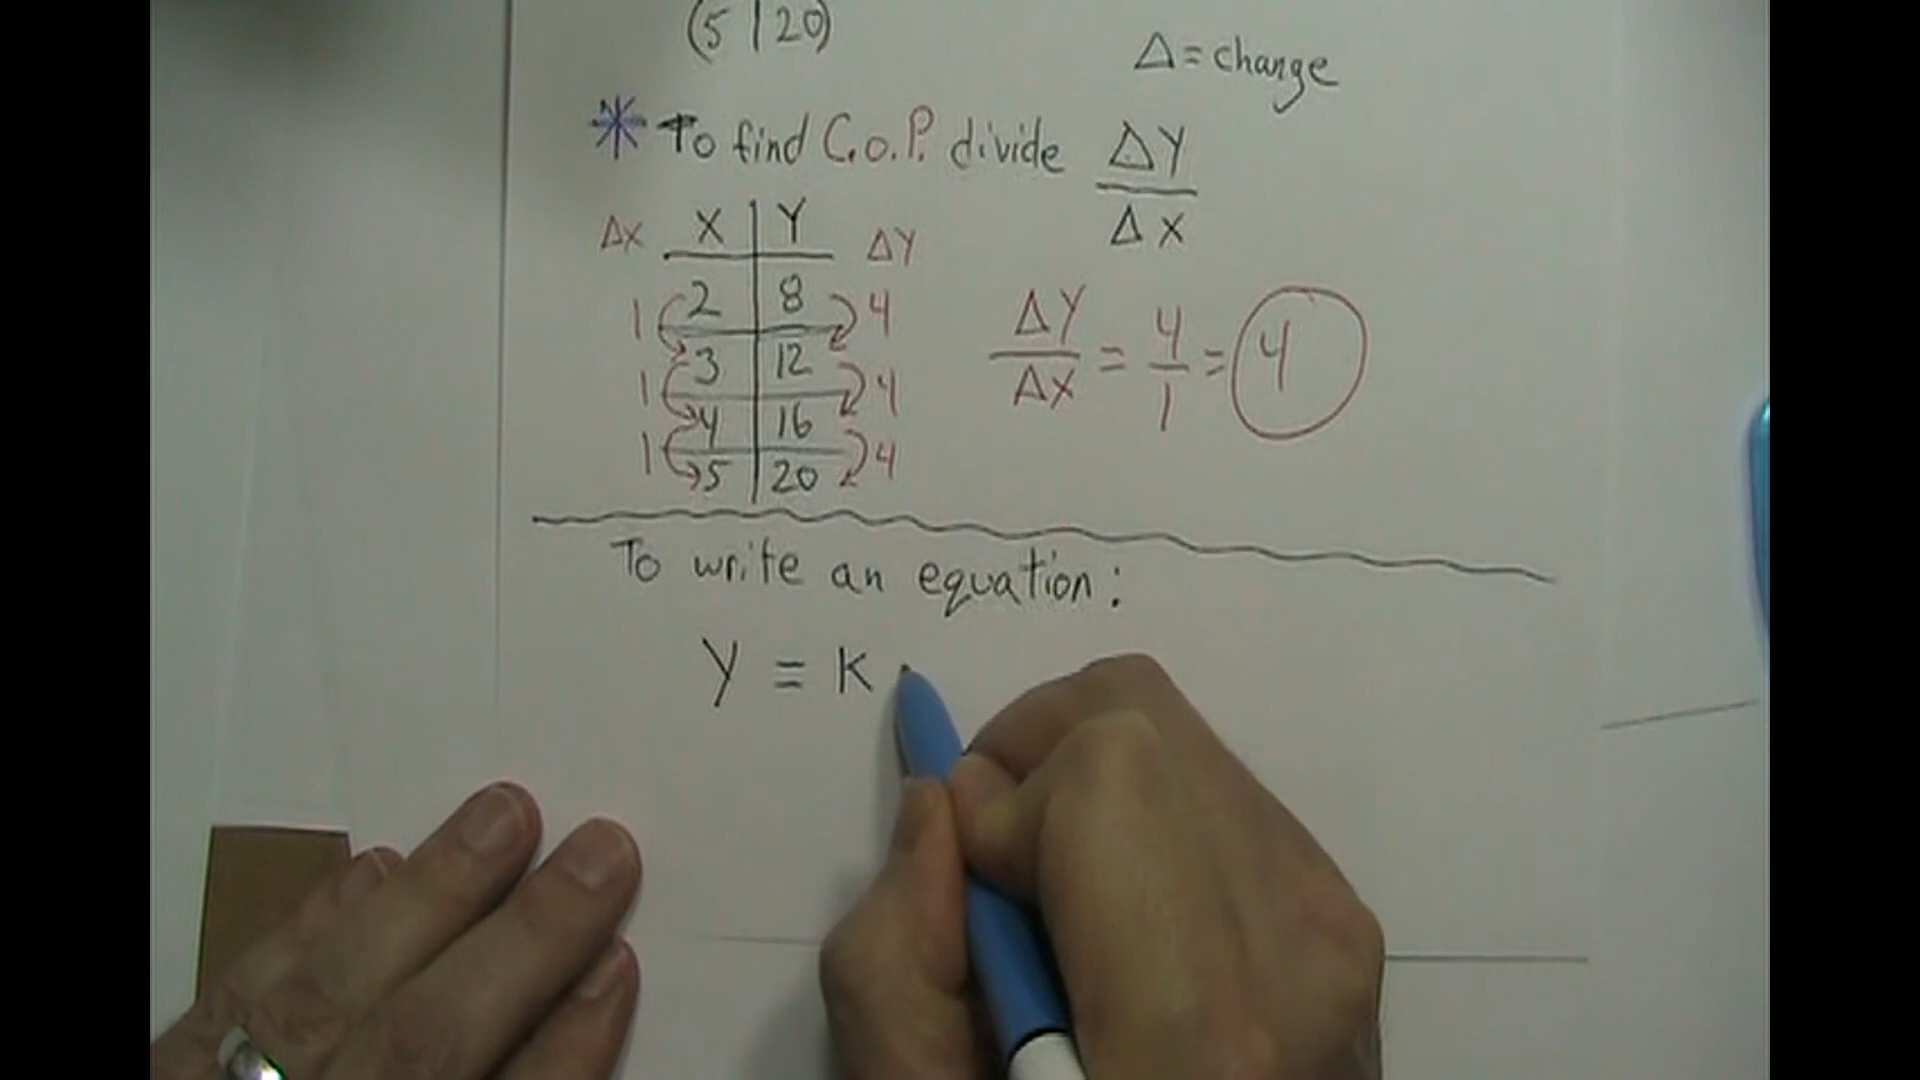 (5 | 20)
Δ = change
* To find C.o.P. divide ΔY
ΔX
ΔX X Y ΔY
1 2 8 4
1 3 12 4
1 4 16 4
5 20
ΔY/ΔX = 4/1 = 4
To write an equation:
Y = K